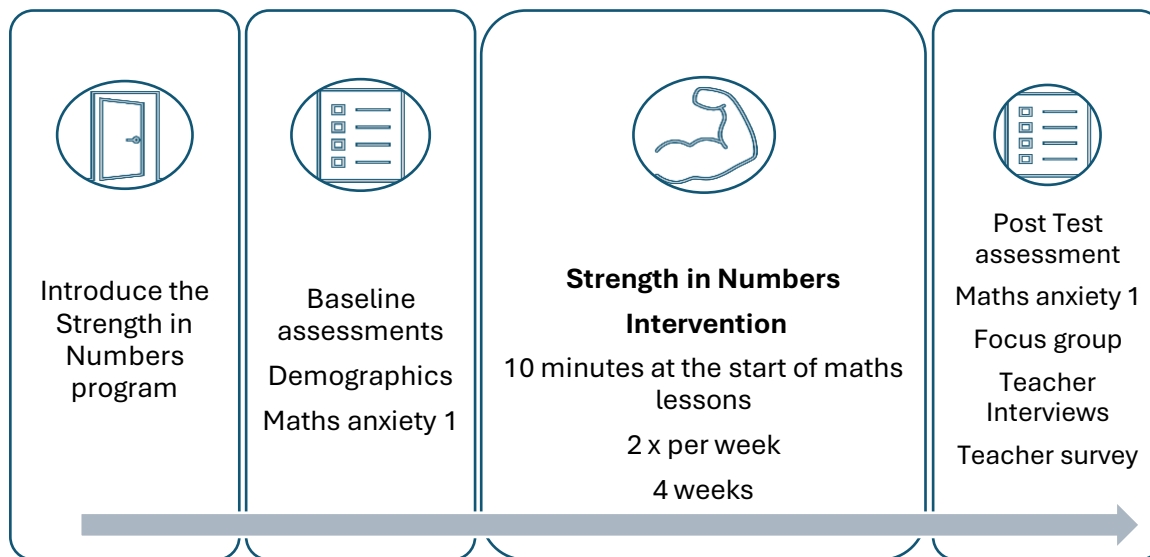 Introduce the
Strength in
Numbers
program
Baseline
assessments
Demographics
Maths anxiety 1
Strength in Numbers
Intervention
10 minutes at the start of maths
lessons
2 x per week
4 weeks
Post Test
assessment
Maths anxiety 1
Focus group
Teacher
Interviews
Teacher survey